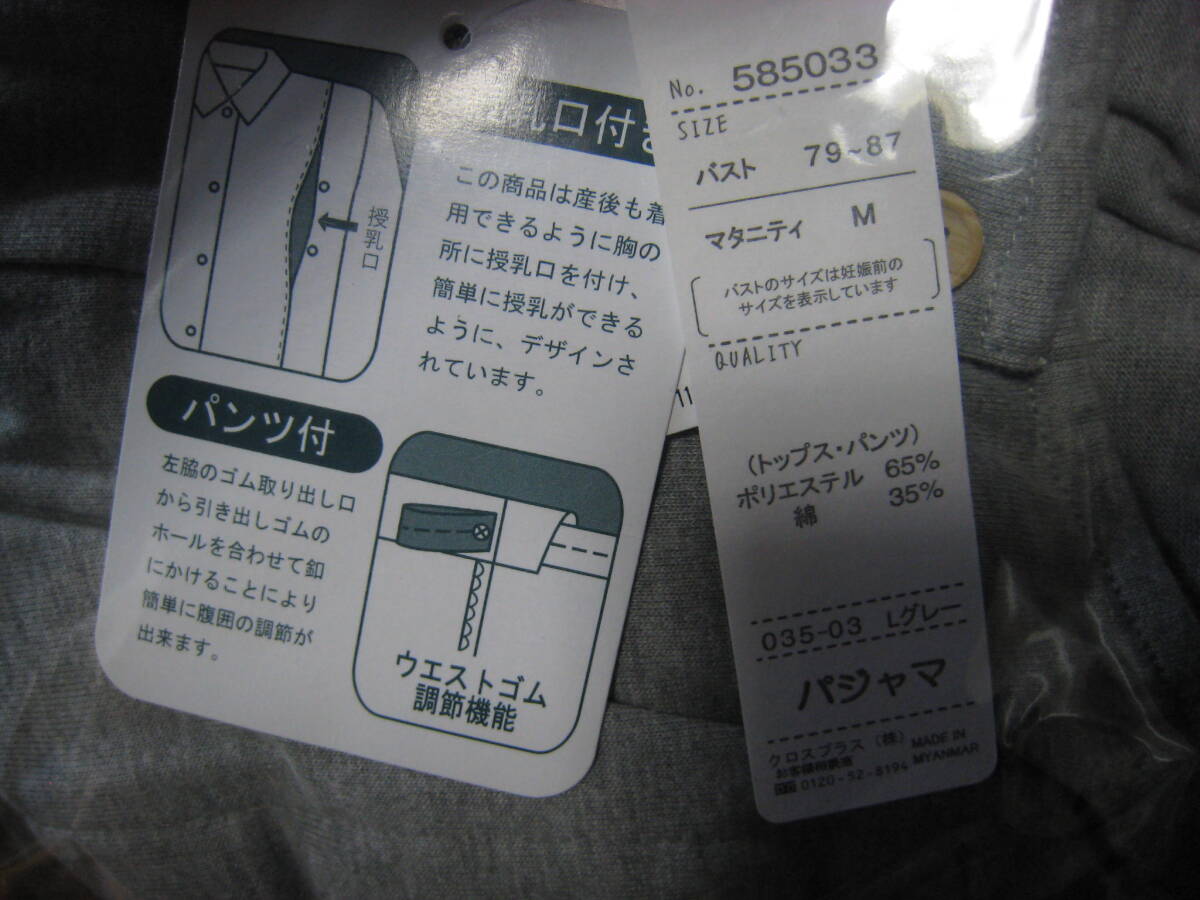 乳口付き
授乳口
この商品は産後も着
用できるように胸の
所に授乳口を付け、
簡単に授乳ができる
ように、デザインさ
れています。
パンツ付
左脇のゴム取り出し口
から引き出しゴムの
ホールを合わせて釦
にかけることにより
簡単に腹囲の調節が
出来ます。
ウエストゴム
調節機能
11
No. 585033
SIZE
バスト 79~87
マタニティ M
バストのサイズは妊娠前の
サイズを表示しています
QUALITY
(トップス・パンツ)
ポリエステル 65%
綿 35%
035-03 Lグレー
パジャマ
クロスプラス(株) MADE IN
お客様相談室 MYANMAR
0120-52-8194